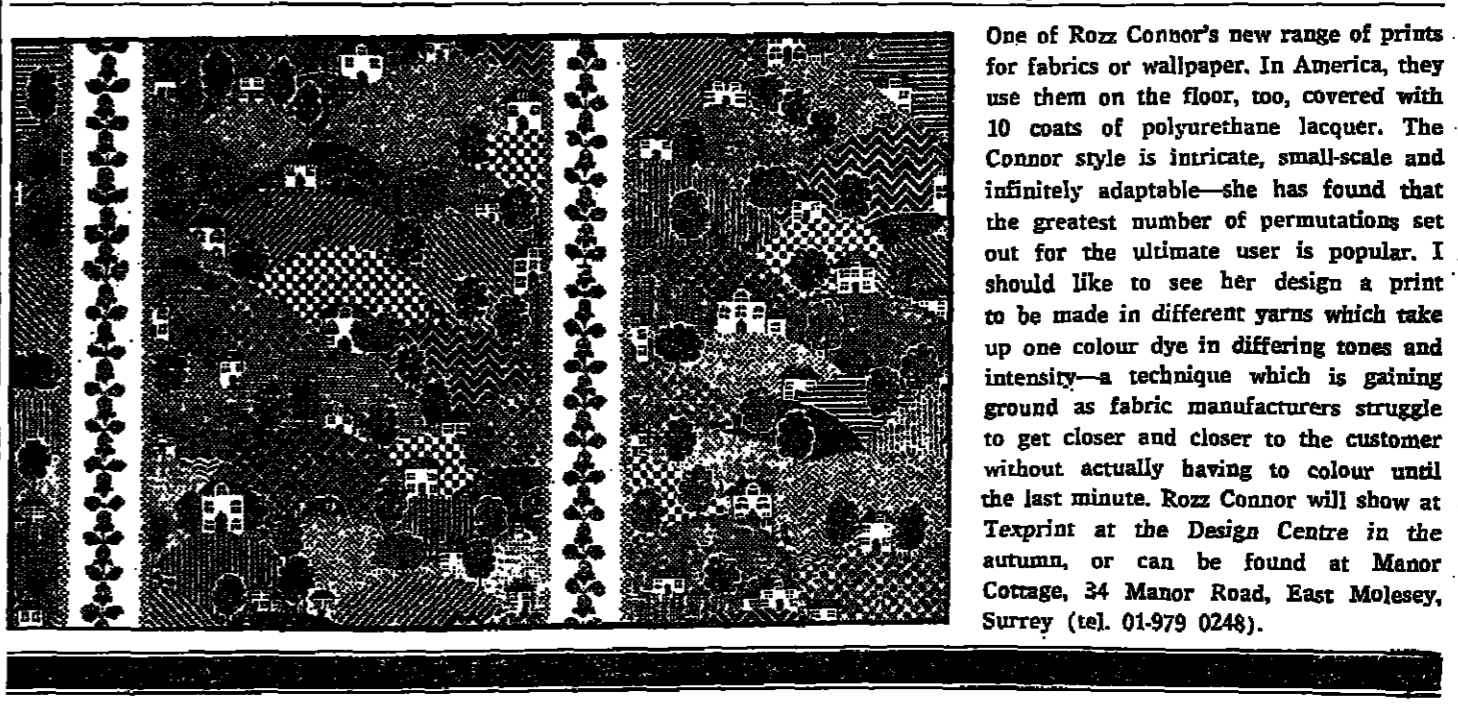 One of Rozz Connor's new range of prints
for fabrics or wallpaper. In America, they
use them on the floor, too, covered with
10 coats of polyurethane lacquer. The
Connor style is intricate, small-scale and
infinitely adaptable—she has found that
the greatest number of permutations set
out for the ultimate user is popular. I
should like to see her design a print
to be made in different yarns which take
up one colour dye in differing tones and
intensity—a technique which is gaining
ground as fabric manufacturers struggle
to get closer and closer to the customer
without actually having to colour until
the last minute. Rozz Connor will show at
Texprint at the Design Centre in the
autumn, or can be found at Manor
Cottage, 34 Manor Road, East Molesey,
Surrey (tel. 01-979 0248).